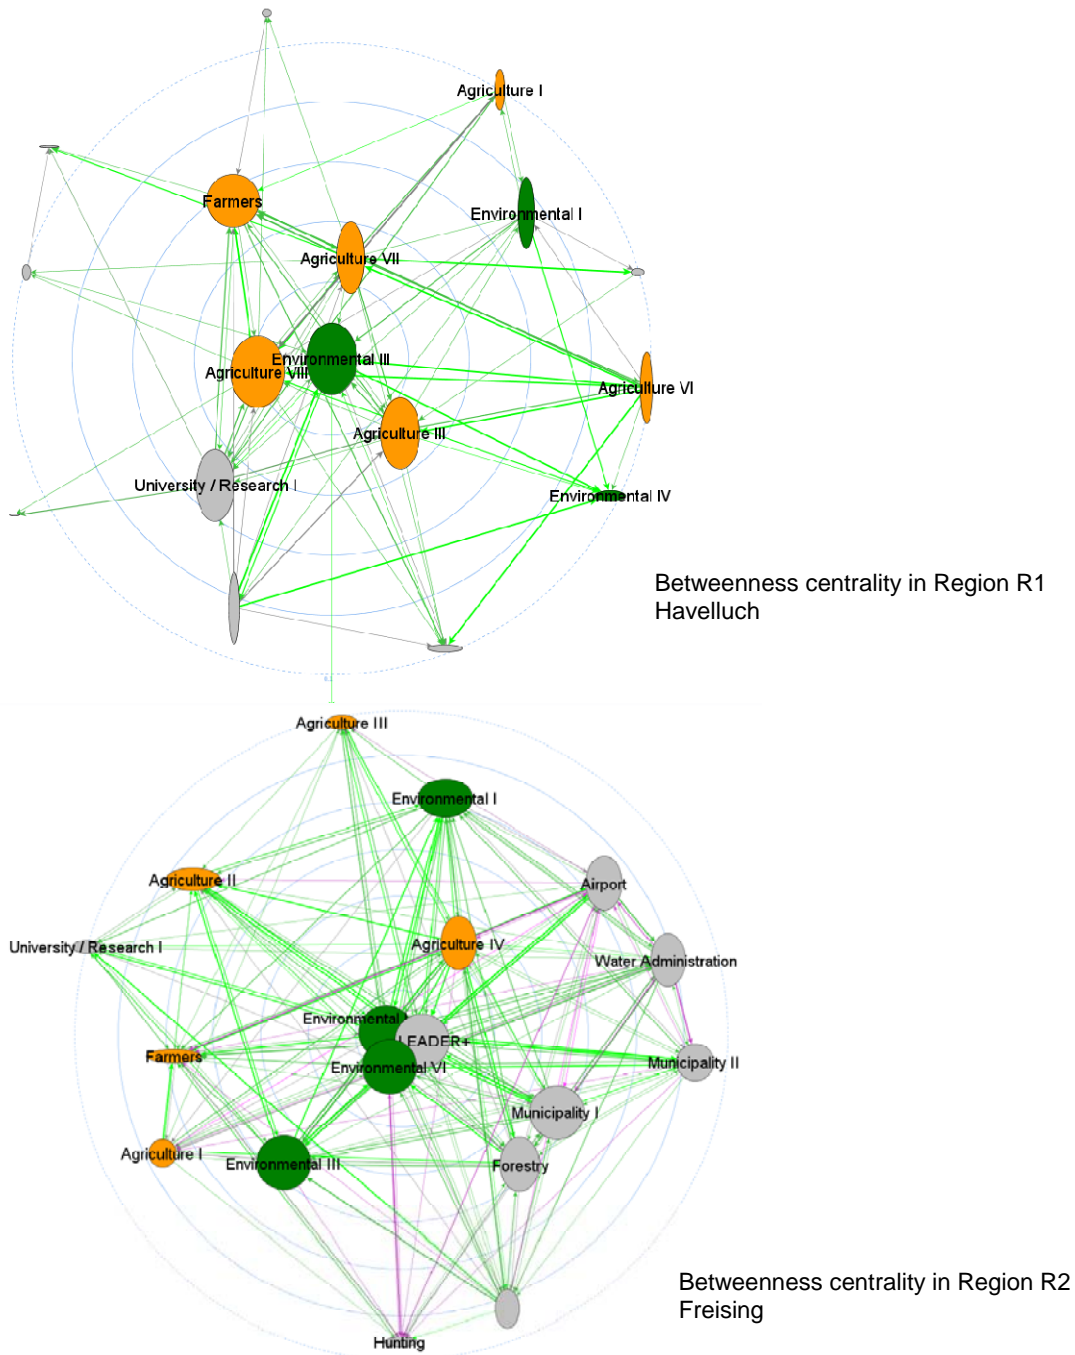 Agriculture I
Farmers
Environmental I
Agriculture VII
Environmental III
Agriculture VIII
Agriculture VI
Agriculture III
University / Research I
Environmental IV
Betweenness centrality in Region R1
Havelluch
Agriculture III
Environmental I
Agriculture II
Airport
University / Research I
Agriculture IV
Water Administration
Environmental
LEADER+
Farmers
Environmental VI
Municipality II
Municipality I
Agriculture I
Environmental III
Forestry
Betweenness centrality in Region R2
Freising
Hunting